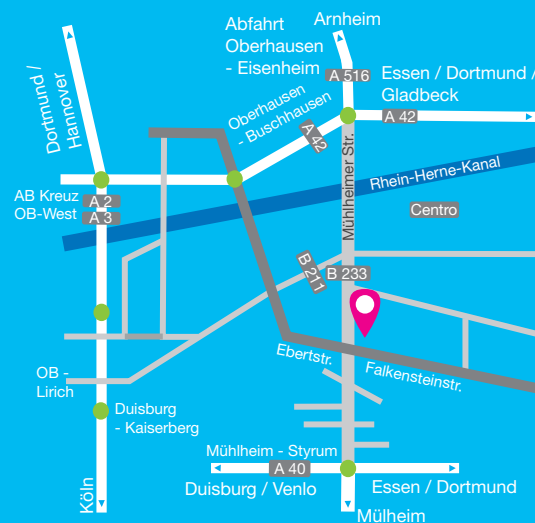 Abfahrt
Oberhausen
- Eisenheim
Arnheim
A 516
Essen / Dortmund /
Gladbeck
A 42
Dortmund /
Hannover
Oberhausen
- Buschhausen
A 42
Mühlheimer Str.
Rhein-Herne-Kanal
AB Kreuz
OB-West
A 2
A 3
Centro
B 211
B 233
Ebertstr.
Falkensteinstr.
OB -
Lirich
Duisburg
- Kaiserberg
Mühlheim - Styrum
A 40
Duisburg / Venlo
Essen / Dortmund
Köln
Mülheim